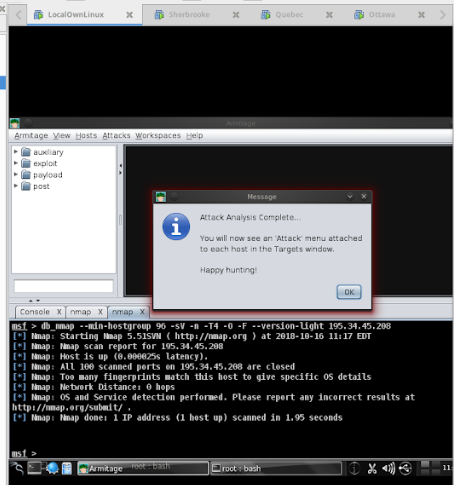 LocalOwnLinux X Sherbrooke X Quebec X Ottawa X
Armitage
Armitage View Hosts Attacks Workspaces Help
auxiliary
exploit
payload
post
Message
Attack Analysis Complete...
You will now see an 'Attack' menu attached
to each host in the Targets window.
Happy hunting!
OK
Console X nmap X nmap X
msf > db_nmap --min-hostgroup 96 -sV -n -T4 -O -F --version-light 195.34.45.208
[*] Nmap: Starting Nmap 5.51SVN ( http://nmap.org ) at 2018-10-16 11:17 EDT
[*] Nmap: Nmap scan report for 195.34.45.208
[*] Nmap: Host is up (0.000025s latency).
[*] Nmap: All 100 scanned ports on 195.34.45.208 are closed
[*] Nmap: Too many fingerprints match this host to give specific OS details
[*] Nmap: Network Distance: 0 hops
[*] Nmap: OS and Service detection performed. Please report any incorrect results at
http://nmap.org/submit/ .
[*] Nmap: Nmap done: 1 IP address (1 host up) scanned in 1.95 seconds
msf >
Armitage root : bash root : bash 11: